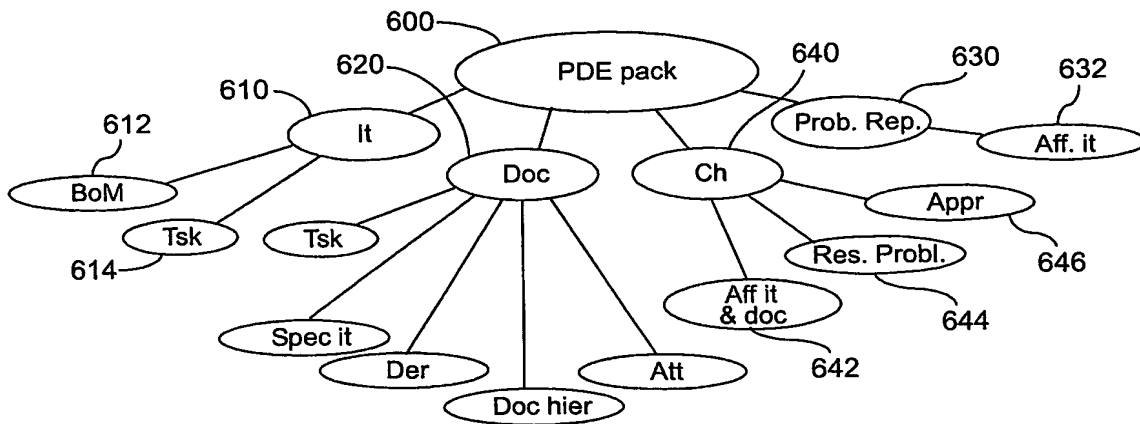 600
PDE pack
640
630
632
620
610
612
It
Prob. Rep.
Aff. it
BoM
Doc
Ch
Appr
Tsk
Tsk
614
Res. Probl.
646
Aff it
& doc
644
Spec it
Der
Att
642
Doc hier